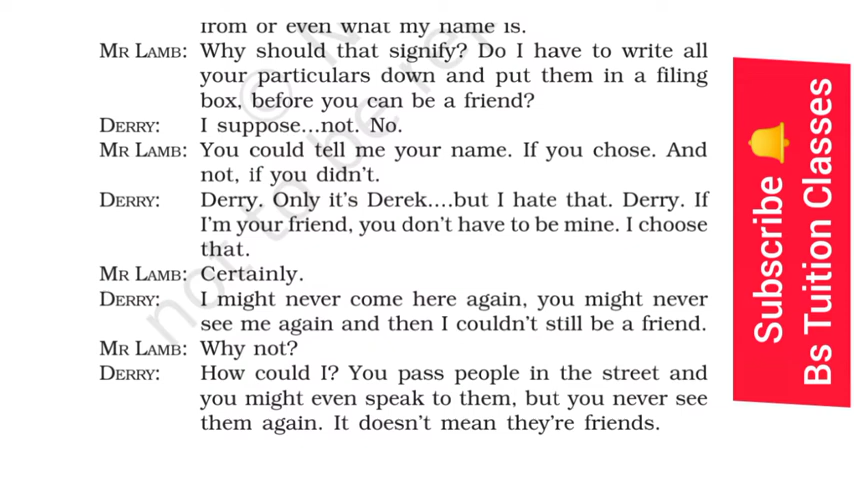 from or even what my name is.
MR LAMB: Why should that signify? Do I have to write all
your particulars down and put them in a filing
box, before you can be a friend?
DERRY: I suppose...not. No.
MR LAMB: You could tell me your name. If you chose. And
not, if you didn't.
DERRY: Derry. Only it's Derek....but I hate that. Derry. If
I'm your friend, you don't have to be mine. I choose
that.
MR LAMB: Certainly.
DERRY: I might never come here again, you might never
see me again and then I couldn't still be a friend.
MR LAMB: Why not?
DERRY: How could I? You pass people in the street and
you might even speak to them, but you never see
them again. It doesn't mean they're friends.
not to be rep
© N
Subscribe 🔔
Bs Tuition Classes